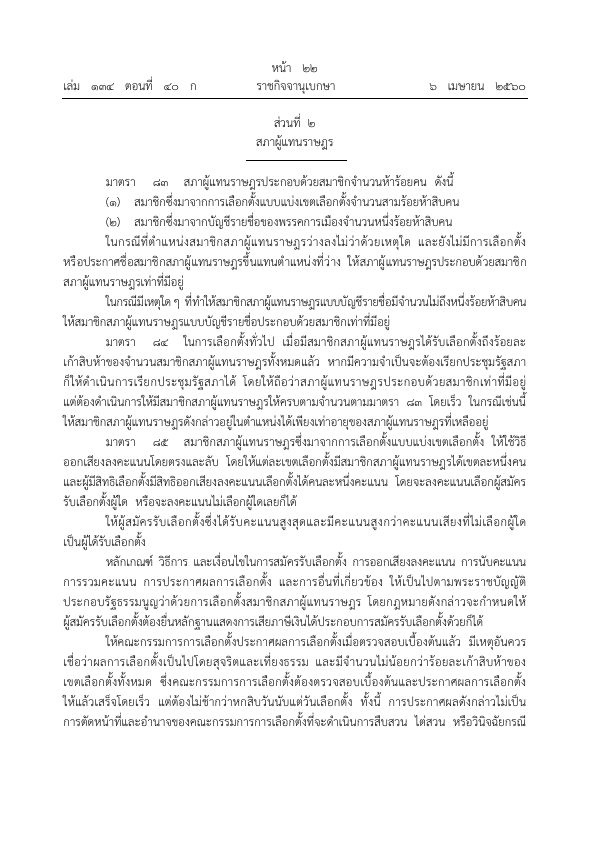 หน้า ๒๒
เล่ม ๑๓๔ ตอนที่ ๔๐ ก ราชกิจจานุเบกษา ๖ เมษายน ๒๕๖๐
ส่วนที่ ๒
สภาผู้แทนราษฎร
มาตรา ๘๓ สภาผู้แทนราษฎรประกอบด้วยสมาชิกจำนวนห้าร้อยคน ดังนี้
(๑) สมาชิกซึ่งมาจากการเลือกตั้งแบบแบ่งเขตเลือกตั้งจำนวนสามร้อยห้าสิบคน
(๒) สมาชิกซึ่งมาจากบัญชีรายชื่อของพรรคการเมืองจำนวนหนึ่งร้อยห้าสิบคน
ในกรณีที่ตำแหน่งสมาชิกสภาผู้แทนราษฎรว่างลงไม่ว่าด้วยเหตุใด และยังไม่มีการเลือกตั้ง
หรือประกาศชื่อสมาชิกสภาผู้แทนราษฎรขึ้นแทนตำแหน่งที่ว่าง ให้สภาผู้แทนราษฎรประกอบด้วยสมาชิก
สภาผู้แทนราษฎรเท่าที่มีอยู่
ในกรณีมีเหตุใด ๆ ที่ทำให้สมาชิกสภาผู้แทนราษฎรแบบบัญชีรายชื่อมีจำนวนไม่ถึงหนึ่งร้อยห้าสิบคน
ให้สมาชิกสภาผู้แทนราษฎรแบบบัญชีรายชื่อประกอบด้วยสมาชิกเท่าที่มีอยู่
มาตรา ๘๔ ในการเลือกตั้งทั่วไป เมื่อมีสมาชิกสภาผู้แทนราษฎรได้รับเลือกตั้งถึงร้อยละ
เก้าสิบห้าของจำนวนสมาชิกสภาผู้แทนราษฎรทั้งหมดแล้ว หากมีความจำเป็นจะต้องเรียกประชุมรัฐสภา
ก็ให้ดำเนินการเรียกประชุมรัฐสภาได้ โดยให้ถือว่าสภาผู้แทนราษฎรประกอบด้วยสมาชิกเท่าที่มีอยู่
แต่ต้องดำเนินการให้มีสมาชิกสภาผู้แทนราษฎรให้ครบตามจำนวนตามมาตรา ๘๓ โดยเร็ว ในกรณีเช่นนี้
ให้สมาชิกสภาผู้แทนราษฎรดังกล่าวอยู่ในตำแหน่งได้เพียงเท่าอายุของสภาผู้แทนราษฎรที่เหลืออยู่
มาตรา ๘๕ สมาชิกสภาผู้แทนราษฎรซึ่งมาจากการเลือกตั้งแบบแบ่งเขตเลือกตั้ง ให้ใช้วิธี
ออกเสียงลงคะแนนโดยตรงและลับ โดยให้แต่ละเขตเลือกตั้งมีสมาชิกสภาผู้แทนราษฎรได้เขตละหนึ่งคน
และผู้มีสิทธิเลือกตั้งมีสิทธิออกเสียงลงคะแนนเลือกตั้งได้คนละหนึ่งคะแนน โดยจะลงคะแนนเลือกผู้สมัคร
รับเลือกตั้งผู้ใด หรือจะลงคะแนนไม่เลือกผู้ใดเลยก็ได้
ให้ผู้สมัครรับเลือกตั้งซึ่งได้รับคะแนนสูงสุดและมีคะแนนสูงกว่าคะแนนเสียงที่ไม่เลือกผู้ใด
เป็นผู้ได้รับเลือกตั้ง
หลักเกณฑ์ วิธีการ และเงื่อนไขในการสมัครรับเลือกตั้ง การออกเสียงลงคะแนน การนับคะแนน
การรวมคะแนน การประกาศผลการเลือกตั้ง และการอื่นที่เกี่ยวข้อง ให้เป็นไปตามพระราชบัญญัติ
ประกอบรัฐธรรมนูญว่าด้วยการเลือกตั้งสมาชิกสภาผู้แทนราษฎร โดยกฎหมายดังกล่าวจะกำหนดให้
ผู้สมัครรับเลือกตั้งต้องยื่นหลักฐานแสดงการเสียภาษีเงินได้ประกอบการสมัครรับเลือกตั้งด้วยก็ได้
ให้คณะกรรมการการเลือกตั้งประกาศผลการเลือกตั้งเมื่อตรวจสอบเบื้องต้นแล้ว มีเหตุอันควร
เชื่อว่าผลการเลือกตั้งเป็นไปโดยสุจริตและเที่ยงธรรม และมีจำนวนไม่น้อยกว่าร้อยละเก้าสิบห้าของ
เขตเลือกตั้งทั้งหมด ซึ่งคณะกรรมการการเลือกตั้งต้องตรวจสอบเบื้องต้นและประกาศผลการเลือกตั้ง
ให้แล้วเสร็จโดยเร็ว แต่ต้องไม่ช้ากว่าหกสิบวันนับแต่วันเลือกตั้ง ทั้งนี้ การประกาศผลดังกล่าวไม่เป็น
การตัดหน้าที่และอำนาจของคณะกรรมการการเลือกตั้งที่จะดำเนินการสืบสวน ไต่สวน หรือวินิจฉัยกรณี